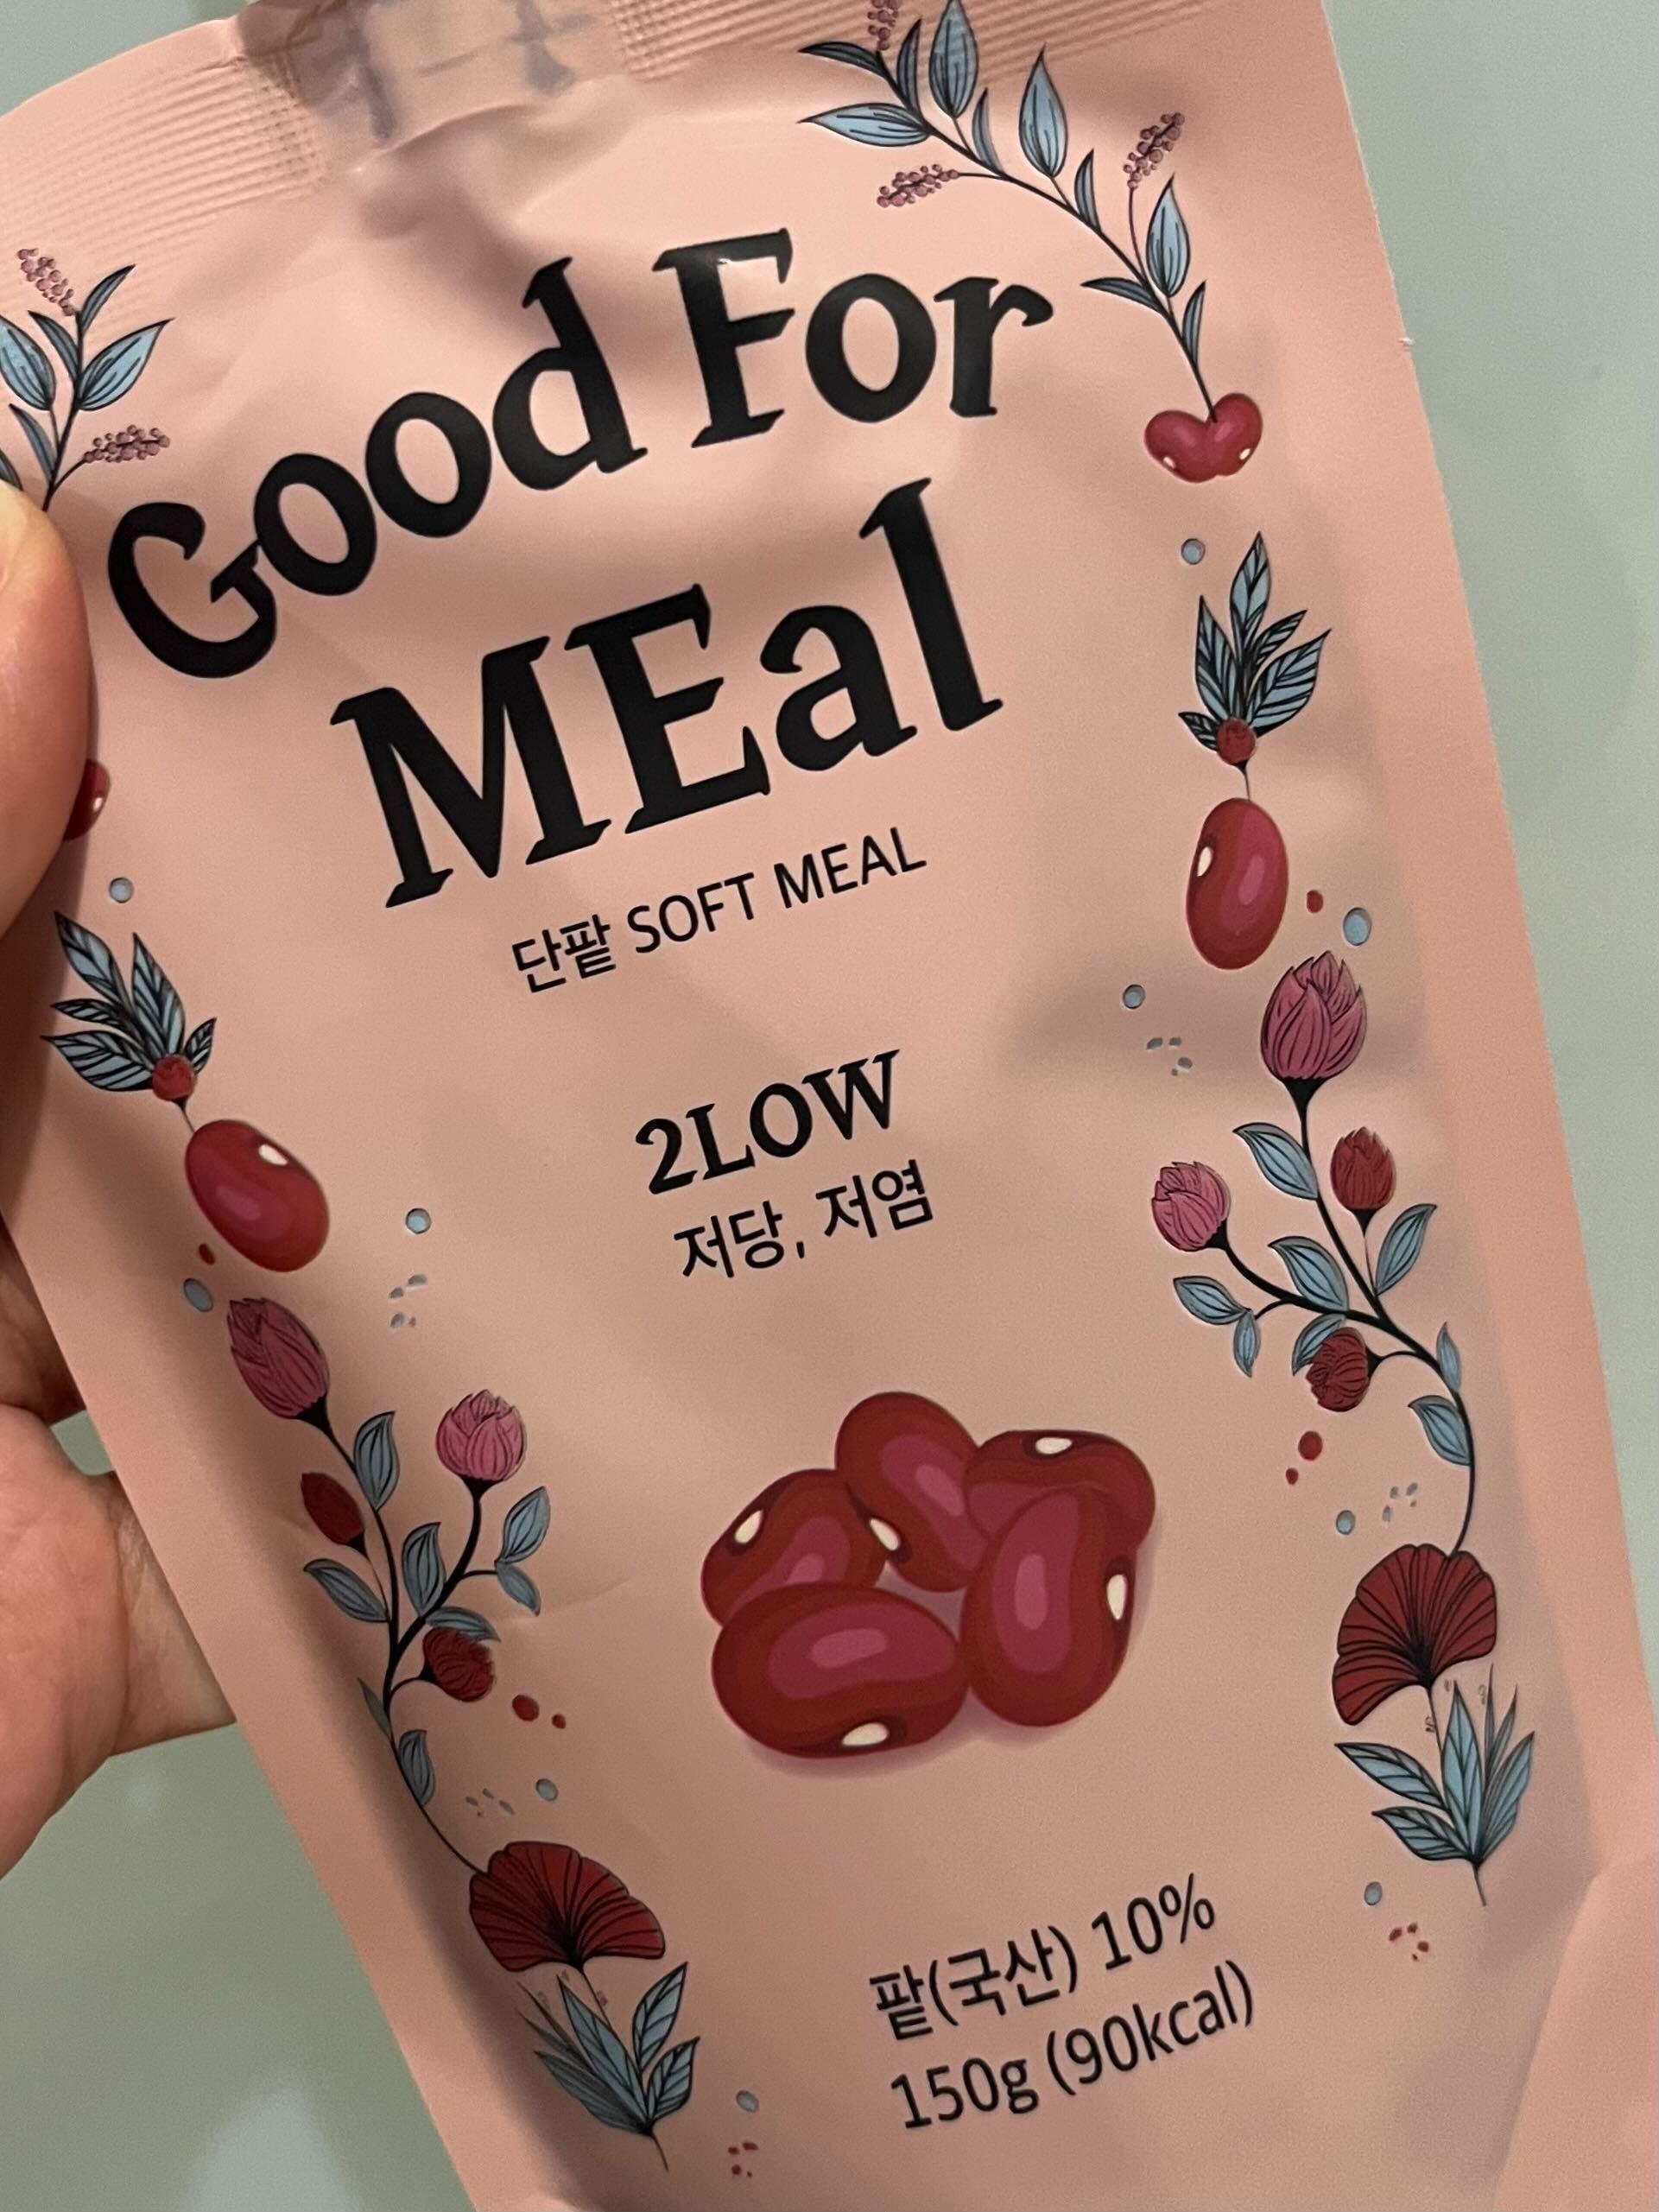 Good For
MEal
단팥 SOFT MEAL
2LOW
저당, 저염
팥(국산) 10%
150g (90kcal)